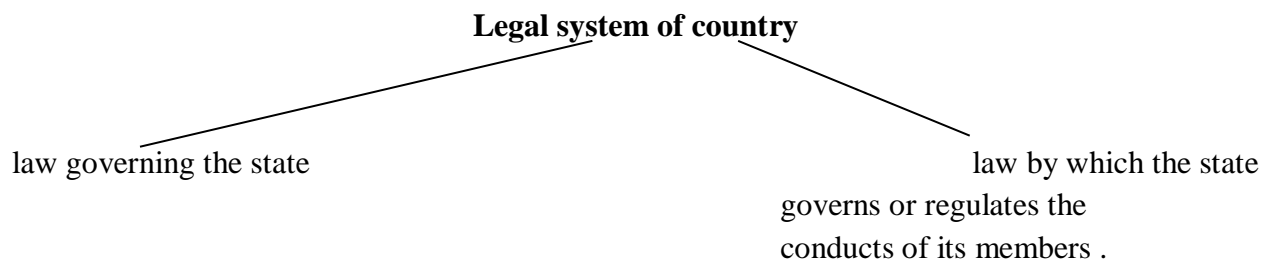 Legal system of country
law governing the state
law by which the state
governs or regulates the
conducts of its members .